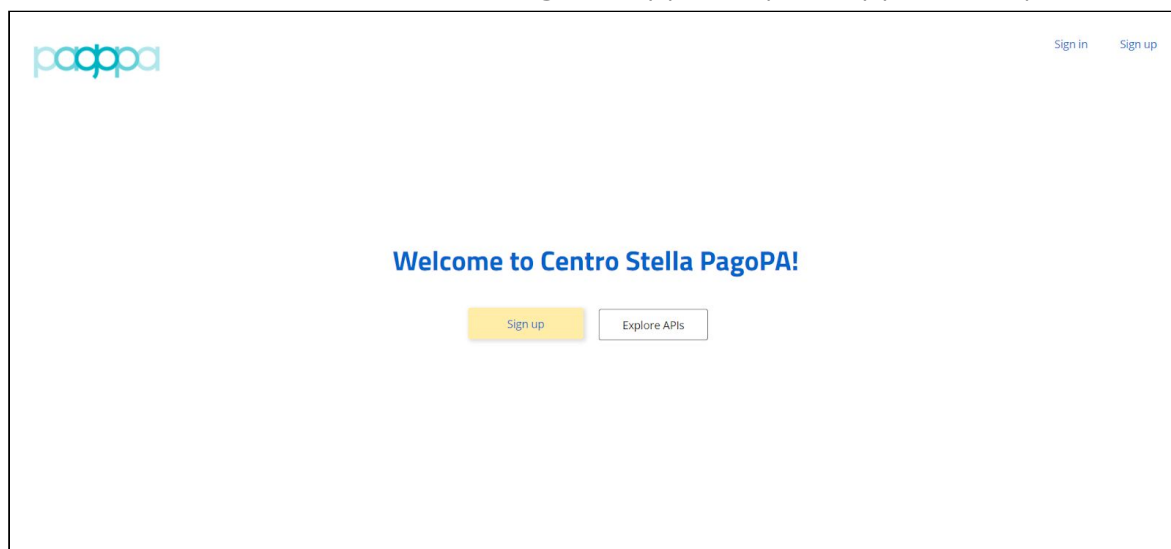 pagopa
Sign in
Sign up
Welcome to Centro Stella PagoPA!
Sign up
Explore APIs